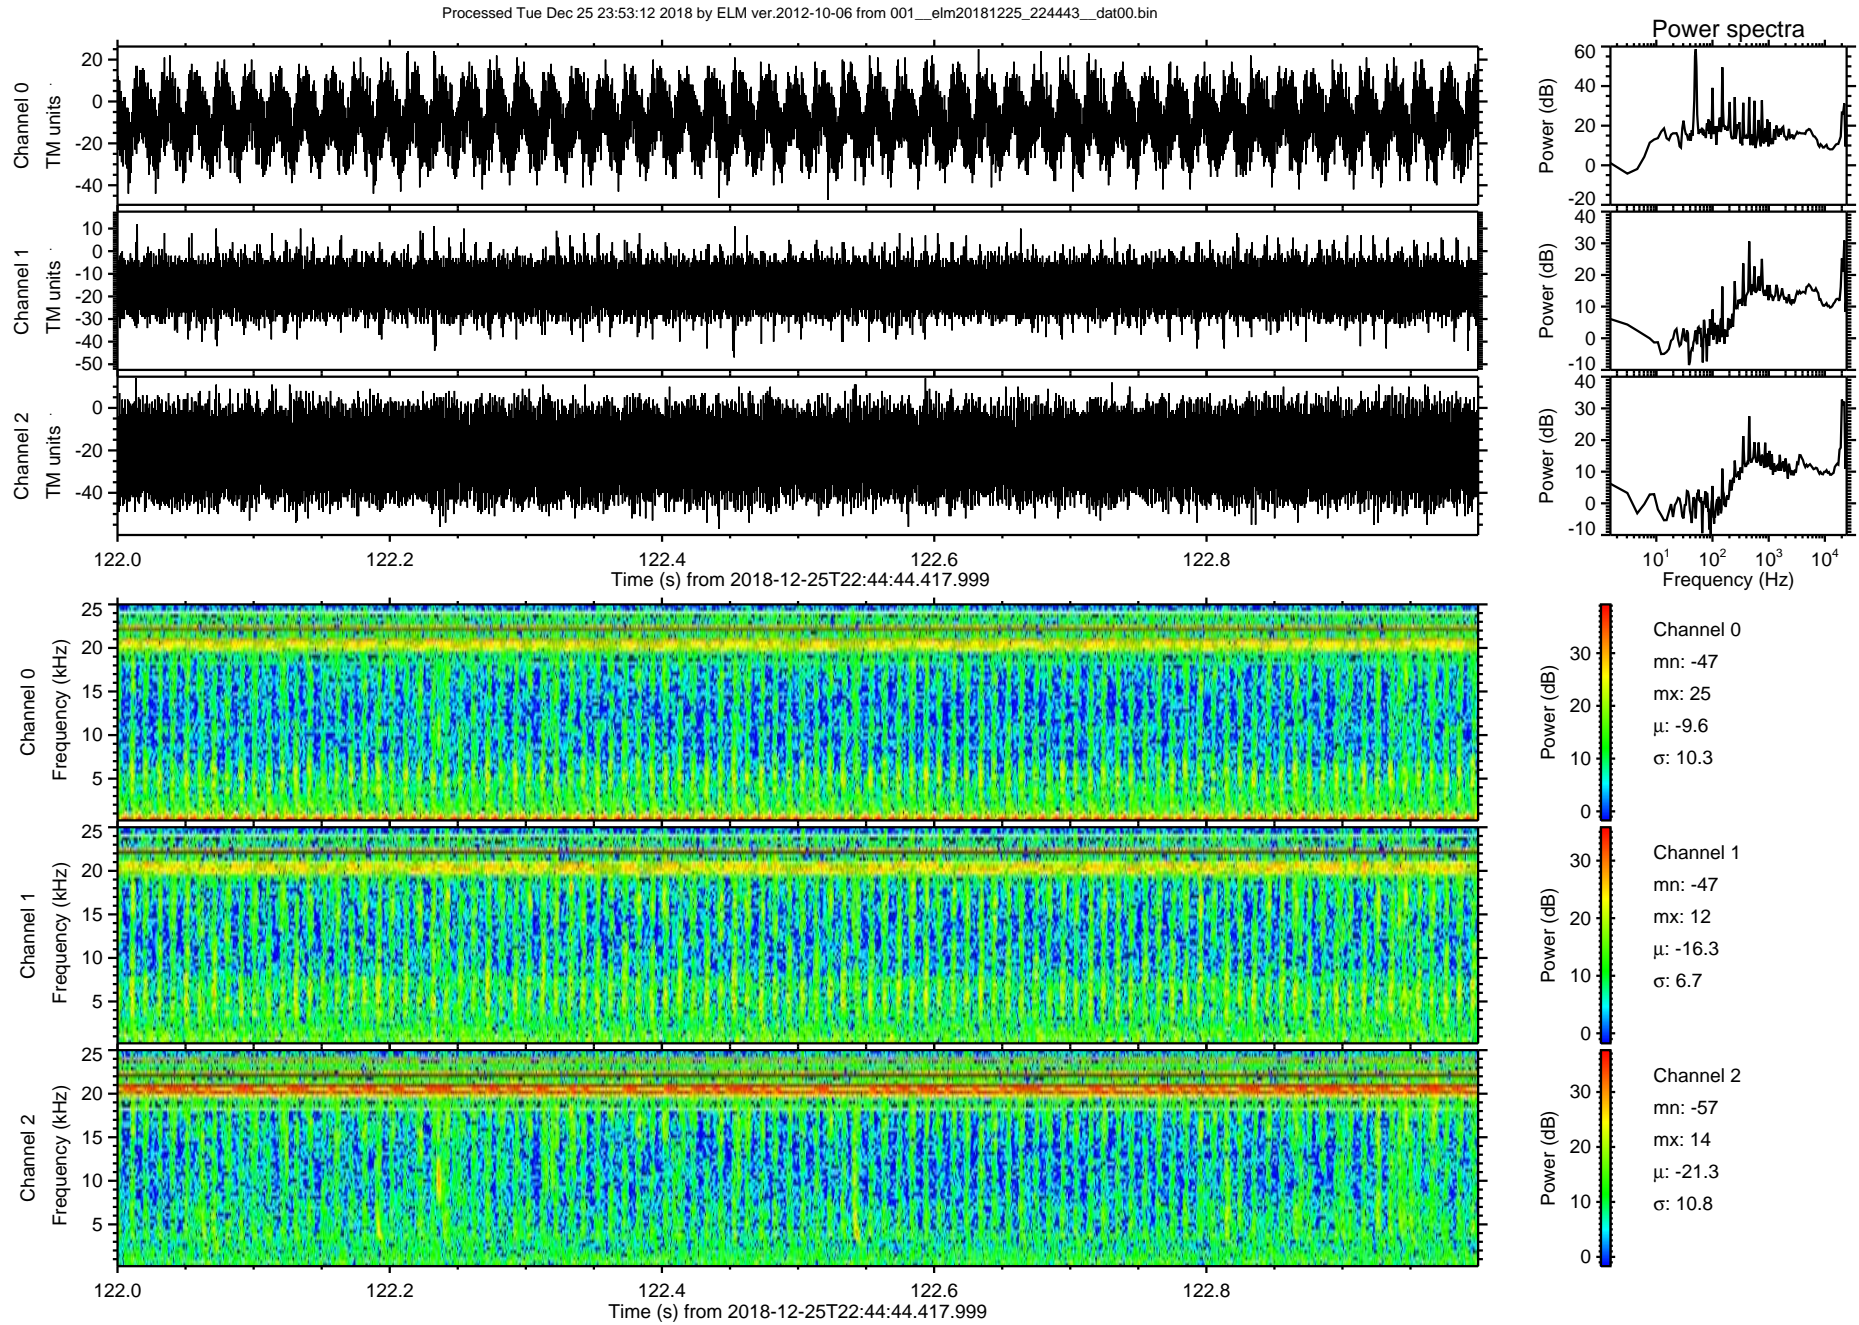 Processed Tue Dec 25 23:53:12 2018 by ELM ver.2012-10-06 from 001__elm20181225_224443__dat00.bin
Power spectra
Channel 0
TM units
20
0
-20
-40
Power (dB)
60
40
20
0
-20
Channel 1
TM units
10
0
-10
-20
-30
-40
-50
Power (dB)
40
30
20
10
0
-10
Channel 2
TM units
0
-20
-40
Power (dB)
40
30
20
10
0
-10
122.0 122.2 122.4 122.6 122.8
Time (s) from 2018-12-25T22:44:44.417.999
10^1 10^2 10^3 10^4
Frequency (Hz)
Channel 0
Frequency (kHz)
25
20
15
10
5
Power (dB)
30
20
10
0
Channel 0
mn: -47
mx: 25
μ: -9.6
σ: 10.3
Channel 1
Frequency (kHz)
25
20
15
10
5
Power (dB)
30
20
10
0
Channel 1
mn: -47
mx: 12
μ: -16.3
σ: 6.7
Channel 2
Frequency (kHz)
25
20
15
10
5
Power (dB)
30
20
10
0
Channel 2
mn: -57
mx: 14
μ: -21.3
σ: 10.8
122.0 122.2 122.4 122.6 122.8
Time (s) from 2018-12-25T22:44:44.417.999